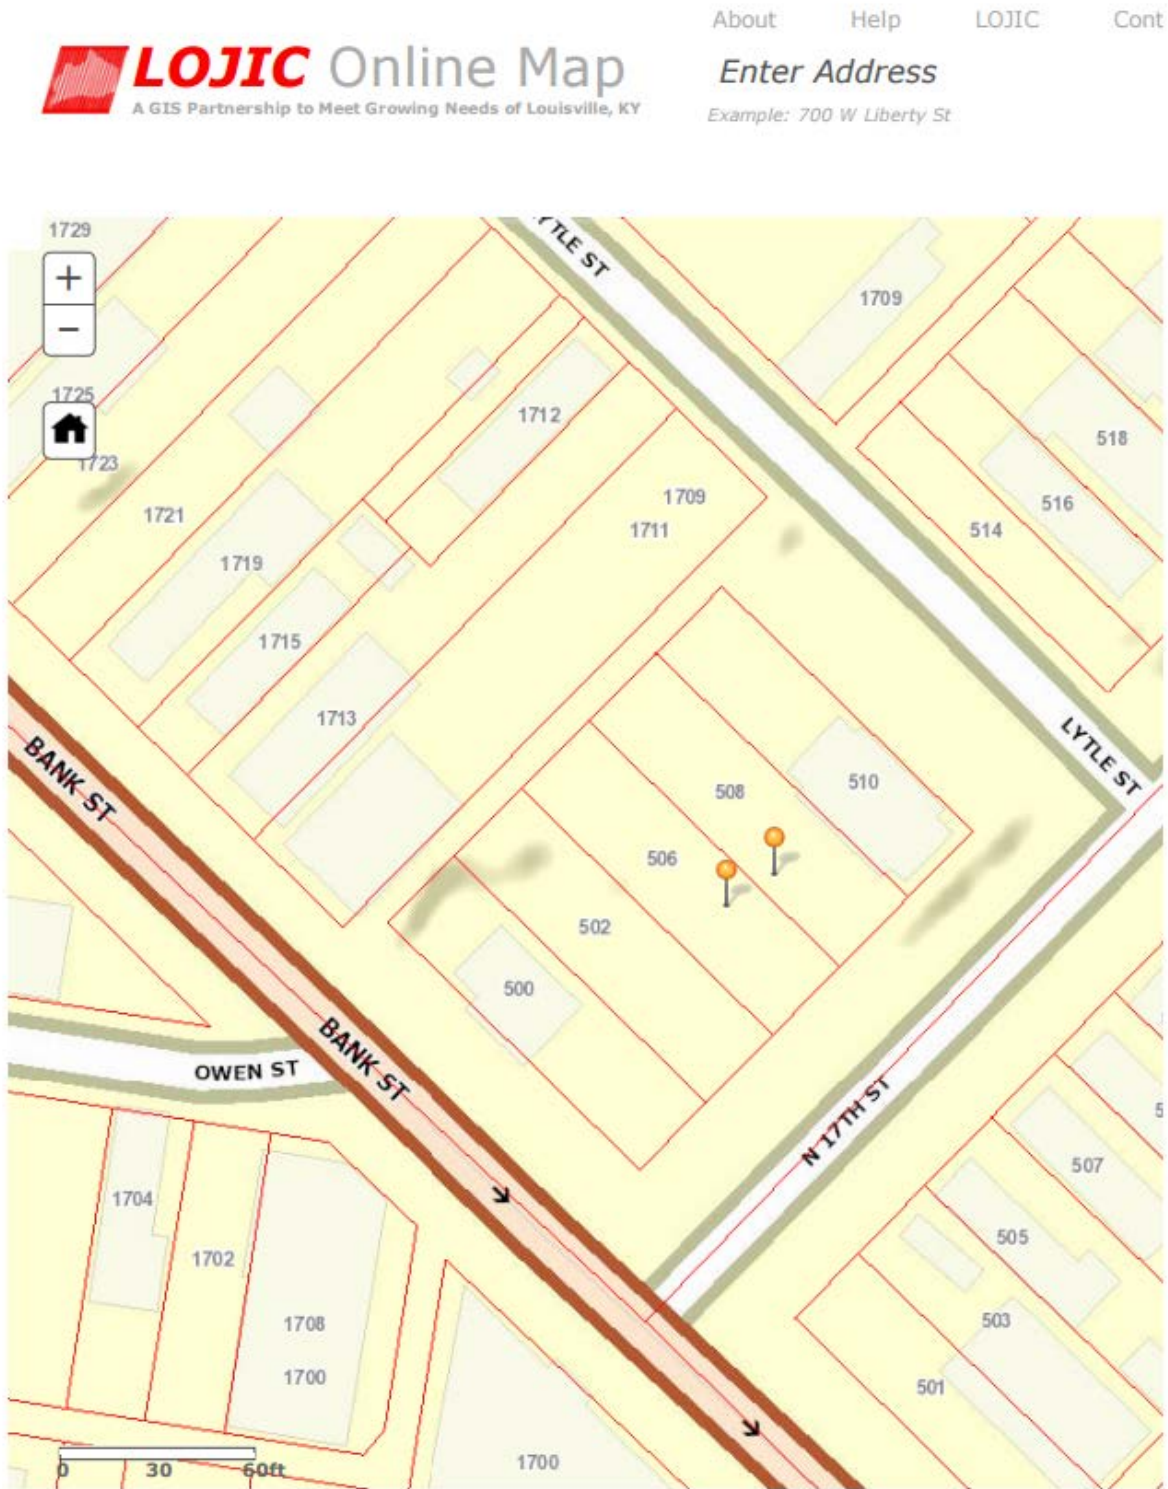 About Help LOJIC Cont
LOJIC Online Map
A GIS Partnership to Meet Growing Needs of Louisville, KY
Enter Address
Example: 700 W Liberty St
1729
YTLE ST
+
1709
−
1725
1712
518
1723
1709
516
1721
1711
514
1719
1715
1713
LYTLE ST
BANK ST
508
510
506
502
500
BANK ST
OWEN ST
N 17TH ST
5
507
1704
505
1702
1708
503
1700
501
1700
0 30 60ft